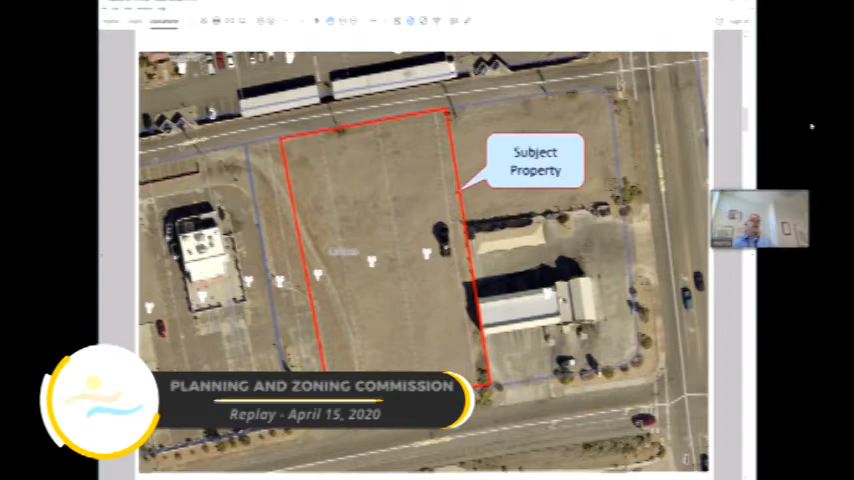 Subject
Property
PLANNING AND ZONING COMMISSION
Replay - April 15, 2020